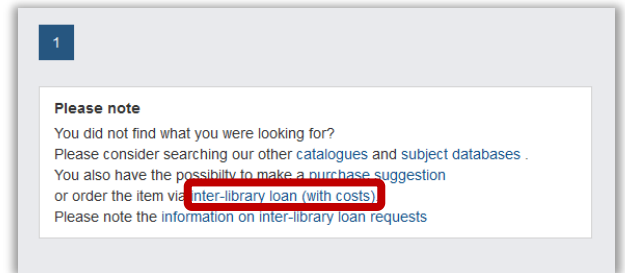 1
Please note
You did not find what you were looking for?
Please consider searching our other catalogues and subject databases .
You also have the possibilty to make a purchase suggestion
or order the item via inter-library loan (with costs).
Please note the information on inter-library loan requests